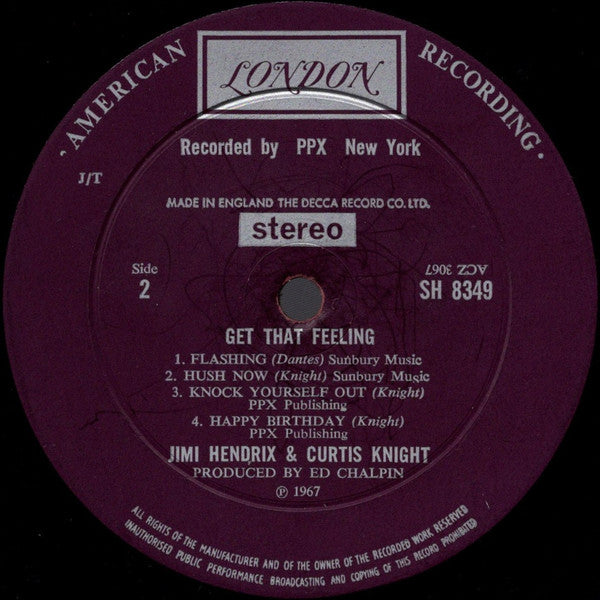 · AMERICAN RECORDING ·
LONDON
Recorded by PPX New York
J/T
MADE IN ENGLAND THE DECCA RECORD CO. LTD.
stereo
Side
2
ACZ 3067
SH 8349
GET THAT FEELING
1. FLASHING (Dantes) Sunbury Music
2. HUSH NOW (Knight) Sunbury Music
3. KNOCK YOURSELF OUT (Knight)
PPX Publishing
4. HAPPY BIRTHDAY (Knight)
PPX Publishing
JIMI HENDRIX & CURTIS KNIGHT
PRODUCED BY ED CHALPIN
℗ 1967
ALL RIGHTS OF THE MANUFACTURER AND OF THE OWNER OF THE RECORDED WORK RESERVED
UNAUTHORISED PUBLIC PERFORMANCE BROADCASTING AND COPYING OF THIS RECORD PROHIBITED